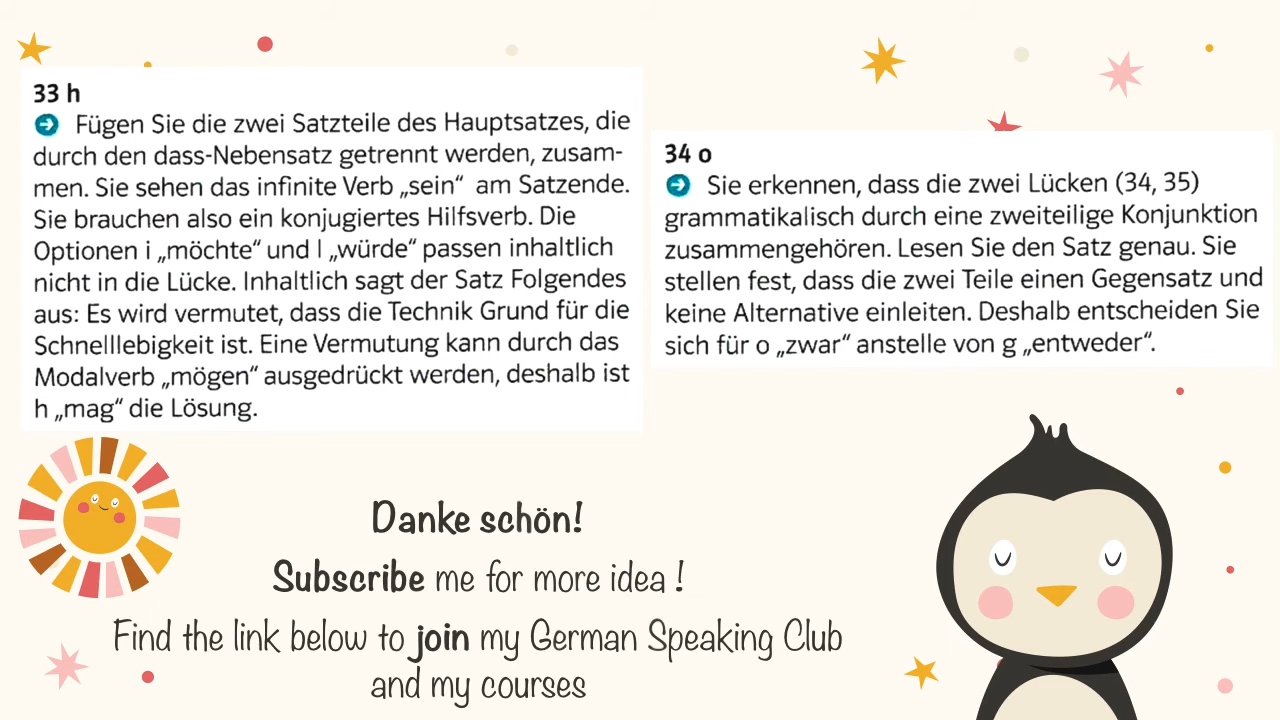 33 h
Fügen Sie die zwei Satzteile des Hauptsatzes, die
durch den dass-Nebensatz getrennt werden, zusam-
men. Sie sehen das infinite Verb „sein“ am Satzende.
Sie brauchen also ein konjugiertes Hilfsverb. Die
Optionen i „möchte“ und l „würde“ passen inhaltlich
nicht in die Lücke. Inhaltlich sagt der Satz Folgendes
aus: Es wird vermutet, dass die Technik Grund für die
Schnelllebigkeit ist. Eine Vermutung kann durch das
Modalverb „mögen“ ausgedrückt werden, deshalb ist
h „mag“ die Lösung.
34 o
Sie erkennen, dass die zwei Lücken (34, 35)
grammatikalisch durch eine zweiteilige Konjunktion
zusammengehören. Lesen Sie den Satz genau. Sie
stellen fest, dass die zwei Teile einen Gegensatz und
keine Alternative einleiten. Deshalb entscheiden Sie
sich für o „zwar“ anstelle von g „entweder“.
Danke schön!
Subscribe me for more idea !
Find the link below to join my German Speaking Club
and my courses